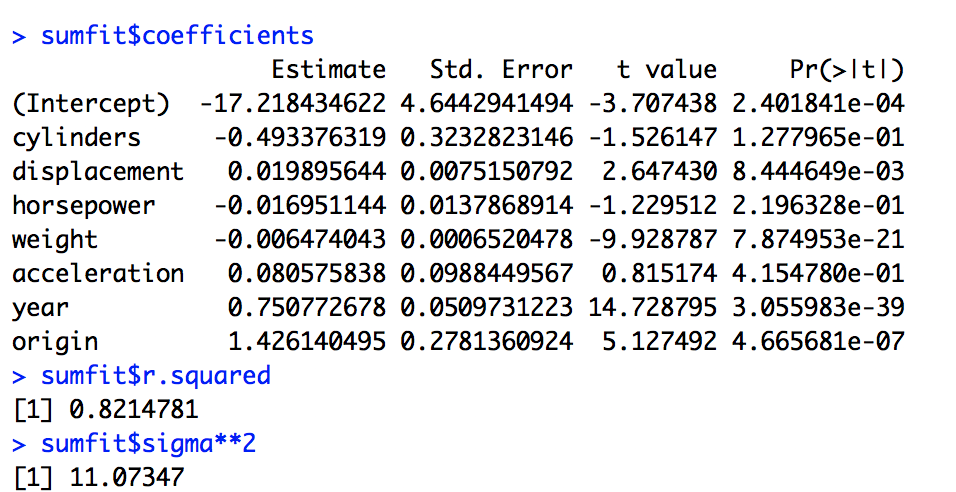 > sumfit$coefficients
Estimate Std. Error t value Pr(>|t|)
(Intercept) -17.218434622 4.6442941494 -3.707438 2.401841e-04
cylinders -0.493376319 0.3232823146 -1.526147 1.277965e-01
displacement 0.019895644 0.0075150792 2.647430 8.444649e-03
horsepower -0.016951144 0.0137868914 -1.229512 2.196328e-01
weight -0.006474043 0.0006520478 -9.928787 7.874953e-21
acceleration 0.080575838 0.0988449567 0.815174 4.154780e-01
year 0.750772678 0.0509731223 14.728795 3.055983e-39
origin 1.426140495 0.2781360924 5.127492 4.665681e-07
> sumfit$r.squared
[1] 0.8214781
> sumfit$sigma**2
[1] 11.07347